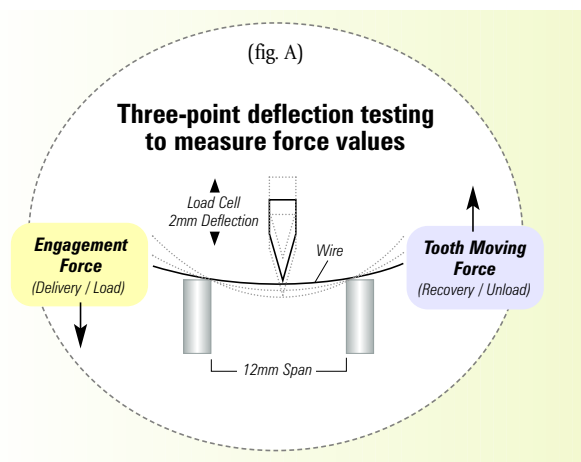 (fig. A)
Three-point deflection testing
to measure force values
Load Cell
2mm Deflection
Engagement
Force
(Delivery / Load)
Wire
Tooth Moving
Force
(Recovery / Unload)
12mm Span